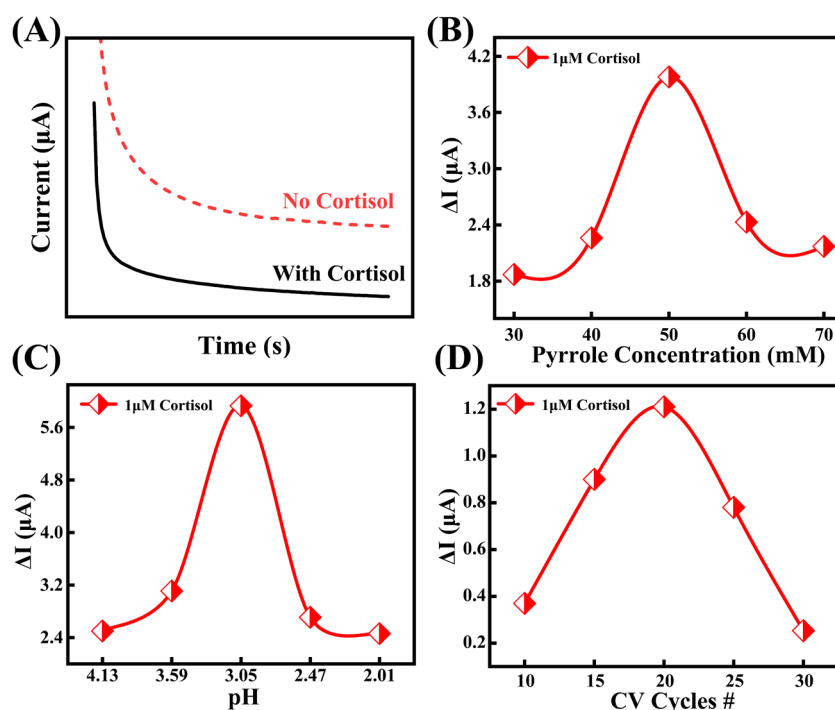 (A)
Current (µA)
No Cortisol
With Cortisol
Time (s)
(B)
1µM Cortisol
ΔI (µA)
4.2
3.6
3.0
2.4
1.8
30 40 50 60 70
Pyrrole Concentration (mM)
(C)
1µM Cortisol
ΔI (µA)
5.6
4.8
4.0
3.2
2.4
4.13 3.59 3.05 2.47 2.01
pH
(D)
1µM Cortisol
ΔI (µA)
1.2
1.0
0.8
0.6
0.4
0.2
10 15 20 25 30
CV Cycles #